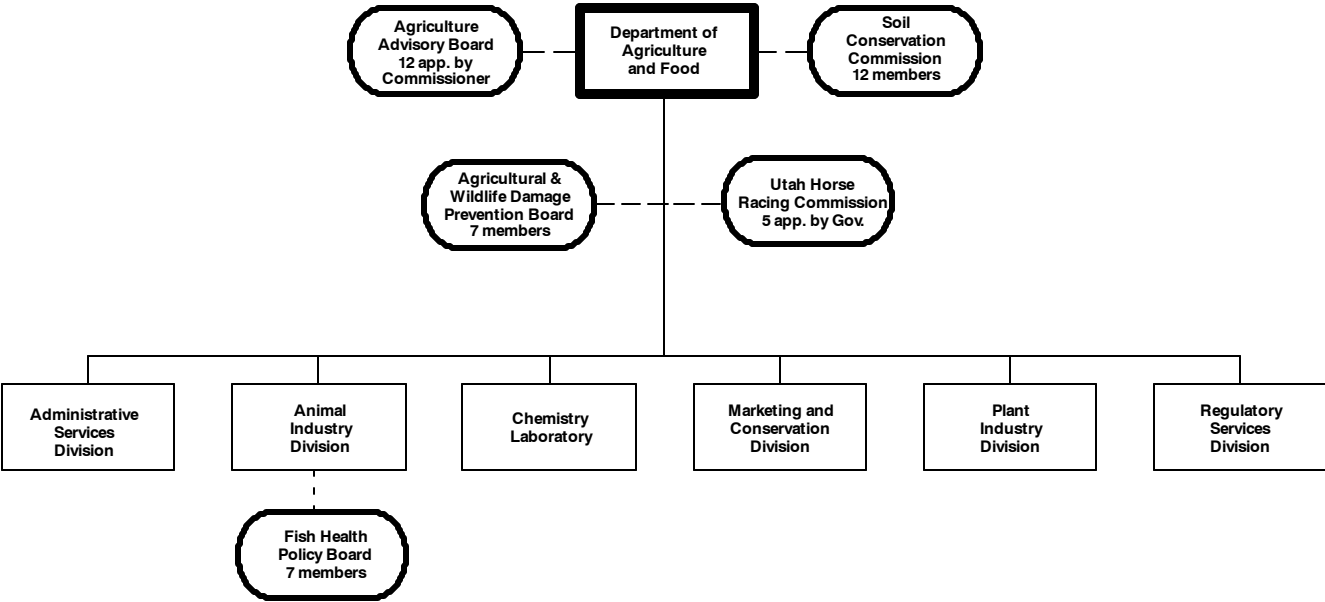 Agriculture
Advisory Board
12 app. by
Commissioner
Department of
Agriculture
and Food
Soil
Conservation
Commission
12 members
Agricultural &
Wildlife Damage
Prevention Board
7 members
Utah Horse
Racing Commission
5 app. by Gov.
Administrative
Services
Division
Animal
Industry
Division
Chemistry
Laboratory
Marketing and
Conservation
Division
Plant
Industry
Division
Regulatory
Services
Division
Fish Health
Policy Board
7 members